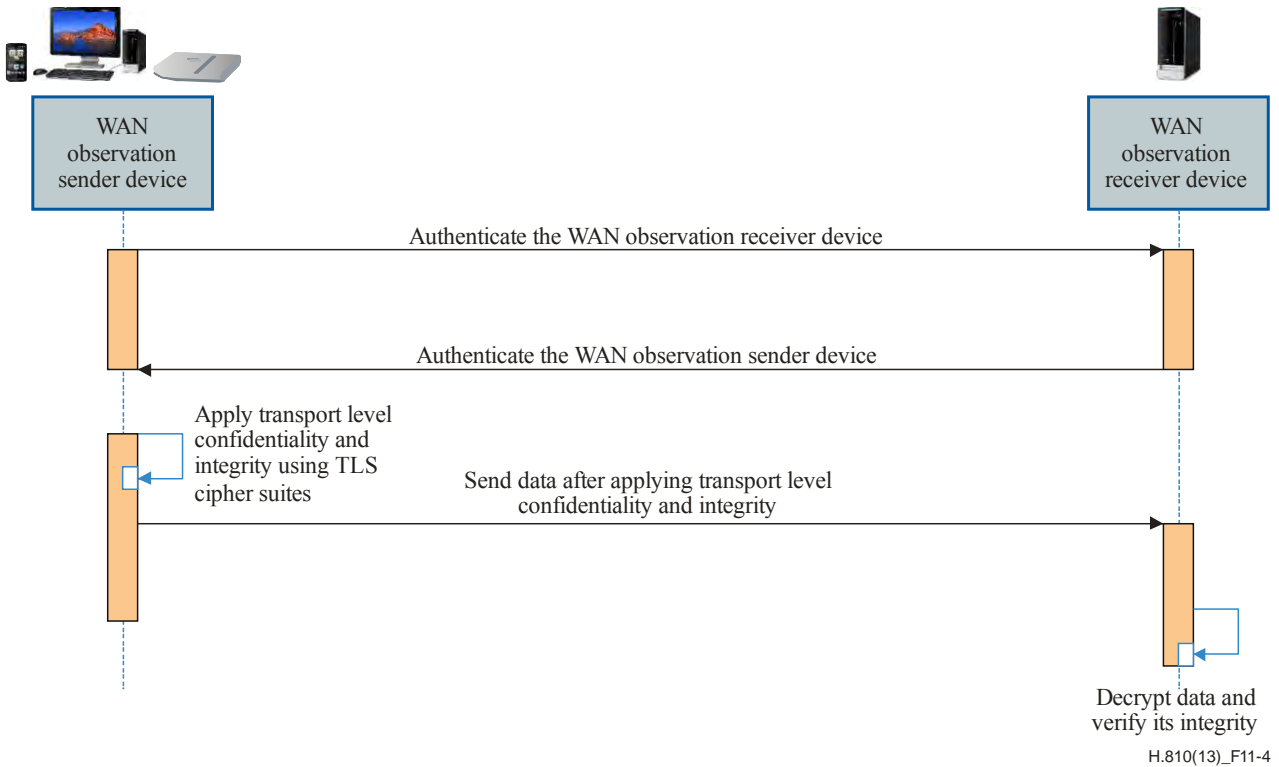 WAN
observation
sender device
WAN
observation
receiver device
Authenticate the WAN observation receiver device
Authenticate the WAN observation sender device
Apply transport level
confidentiality and
integrity using TLS
cipher suites
Send data after applying transport level
confidentiality and integrity
Decrypt data and
verify its integrity
H.810(13)_F11-4